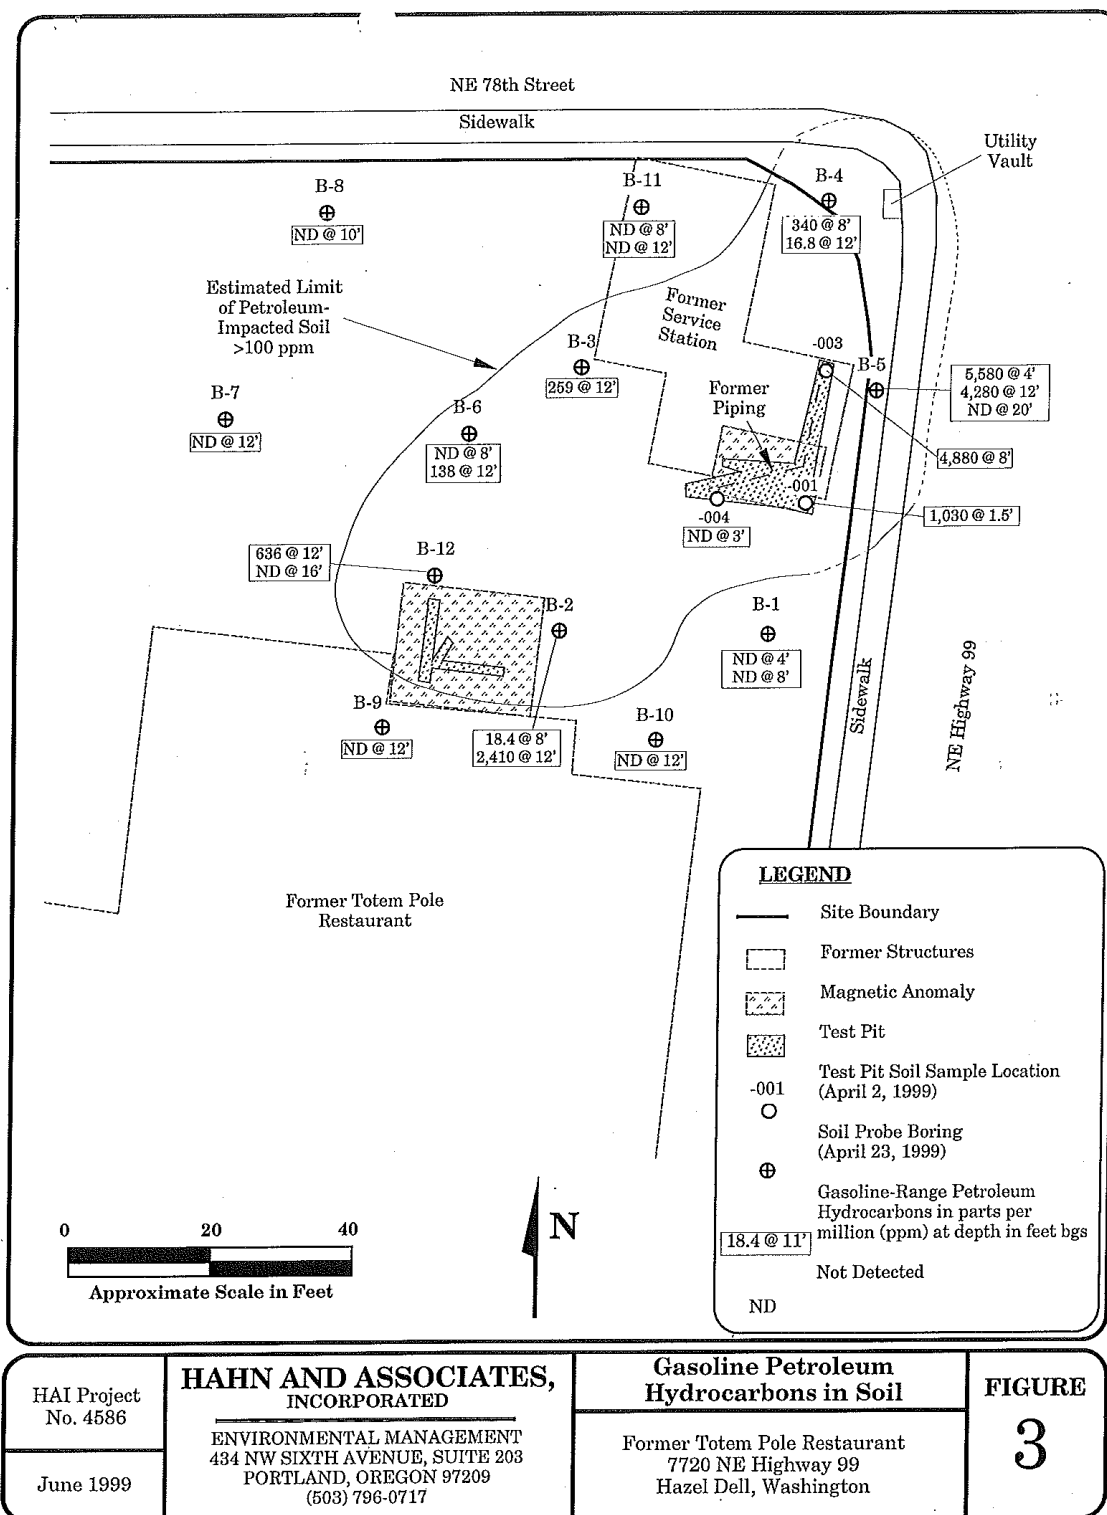 NE 78th Street
Sidewalk
Utility
Vault
B-8
ND @ 10'
B-11
ND @ 8'
ND @ 12'
B-4
340 @ 8'
16.8 @ 12'
Estimated Limit
of Petroleum-
Impacted Soil
>100 ppm
Former
Service
Station
B-3
259 @ 12'
-003
B-5
5,580 @ 4'
4,280 @ 12'
ND @ 20'
B-7
ND @ 12'
B-6
ND @ 8'
138 @ 12'
Former
Piping
4,880 @ 8'
-001
1,030 @ 1.5'
-004
ND @ 3'
636 @ 12'
ND @ 16'
B-12
B-2
B-1
ND @ 4'
ND @ 8'
Sidewalk
NE Highway 99
B-9
ND @ 12'
18.4 @ 8'
2,410 @ 12'
B-10
ND @ 12'
Former Totem Pole
Restaurant
LEGEND
Site Boundary
Former Structures
Magnetic Anomaly
Test Pit
-001
Test Pit Soil Sample Location
(April 2, 1999)
Soil Probe Boring
(April 23, 1999)
18.4 @ 11'
Gasoline-Range Petroleum
Hydrocarbons in parts per
million (ppm) at depth in feet bgs
Not Detected
ND
0 20 40
Approximate Scale in Feet
N
HAI Project
No. 4586
June 1999
HAHN AND ASSOCIATES,
INCORPORATED
ENVIRONMENTAL MANAGEMENT
434 NW SIXTH AVENUE, SUITE 203
PORTLAND, OREGON 97209
(503) 796-0717
Gasoline Petroleum
Hydrocarbons in Soil
Former Totem Pole Restaurant
7720 NE Highway 99
Hazel Dell, Washington
FIGURE
3